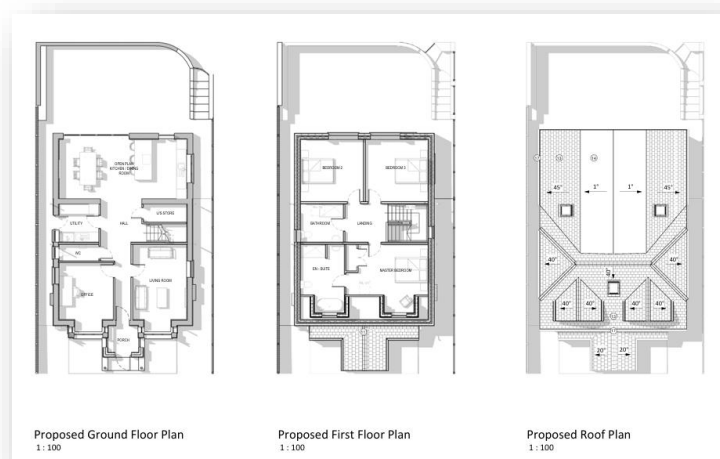 OPEN PLAN
KITCHEN - DINING
ROOM
UTILITY
HALL
U/S STORE
WC
LIVING ROOM
OFFICE
PORCH
Proposed Ground Floor Plan
1 : 100
BEDROOM 2
BEDROOM 3
BATHROOM
LANDING
EN-SUITE
MASTER BEDROOM
Proposed First Floor Plan
1 : 100
45°
1°
1°
45°
40°
40°
40°
40°
40°
40°
40°
20°
20°
Proposed Roof Plan
1 : 100